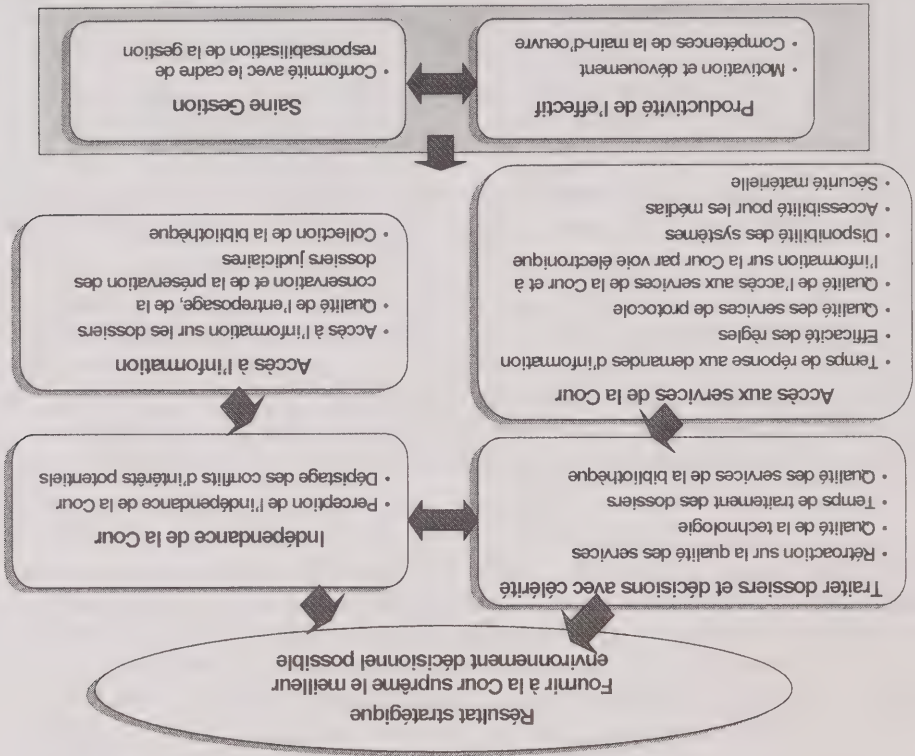 Résultat stratégique
Fournir à la Cour suprême le meilleur
environnement décisionnel possible
Traiter dossiers et décisions avec célérité
• Rétroaction sur la qualité des services
• Qualité de la technologie
• Temps de traitement des dossiers
• Qualité des services de la bibliothèque
Indépendance de la Cour
• Perception de l'indépendance de la Cour
• Dépistage des conflits d'intérêts potentiels
Accès aux services de la Cour
• Temps de réponse aux demandes d'information
• Efficacité des règles
• Qualité des services de protocole
• Qualité de l'accès aux services de la Cour et à
l'information sur la Cour par voie électronique
• Disponibilité des systèmes
• Accessibilité pour les médias
• Sécurité matérielle
Accès à l'information
• Accès à l'information sur les dossiers
• Qualité de l'entreposage, de la
conservation et de la préservation des
dossiers judiciaires
• Collection de la bibliothèque
Productivité de l'effectif
• Motivation et dévouement
• Compétences de la main-d'oeuvre
Saine Gestion
• Conformité avec le cadre de
responsabilisation de la gestion